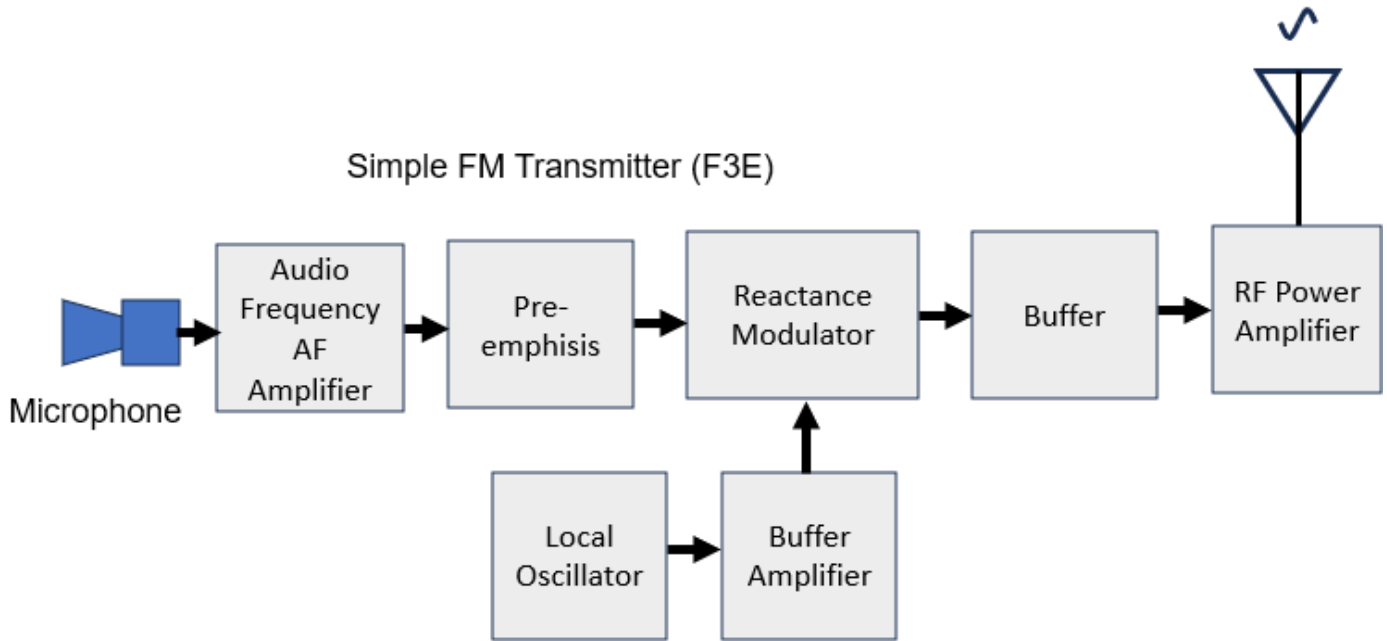 Simple FM Transmitter (F3E)
Microphone
Audio
Frequency
AF
Amplifier
Pre-
emphisis
Reactance
Modulator
Buffer
RF Power
Amplifier
Local
Oscillator
Buffer
Amplifier